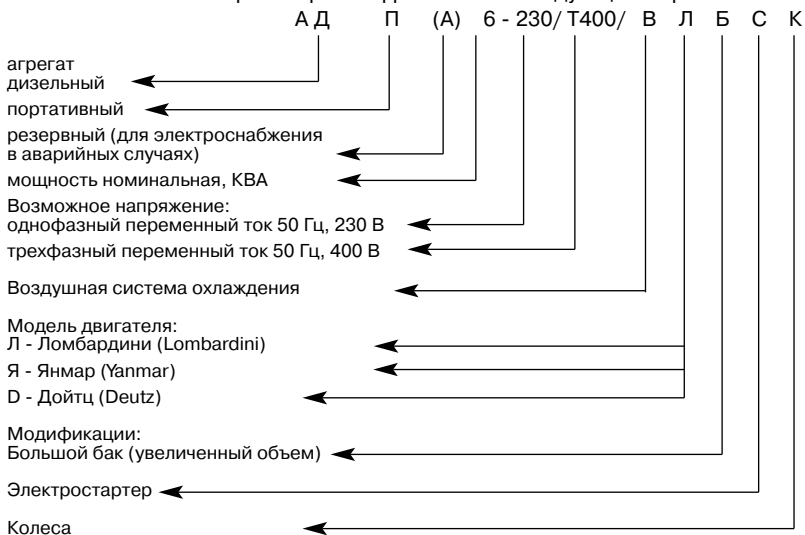 А Д П (А) 6 - 230/ Т400/ В Л Б С К
агрегат
дизельный
портативный
резервный (для электроснабжения
в аварийных случаях)
мощность номинальная, КВА
Возможное напряжение:
однофазный переменный ток 50 Гц, 230 В
трехфазный переменный ток 50 Гц, 400 В
Воздушная система охлаждения
Модель двигателя:
Л - Ломбардини (Lombardini)
Я - Янмар (Yanmar)
D - Дойтц (Deutz)
Модификации:
Большой бак (увеличенный объем)
Электростартер
Колеса